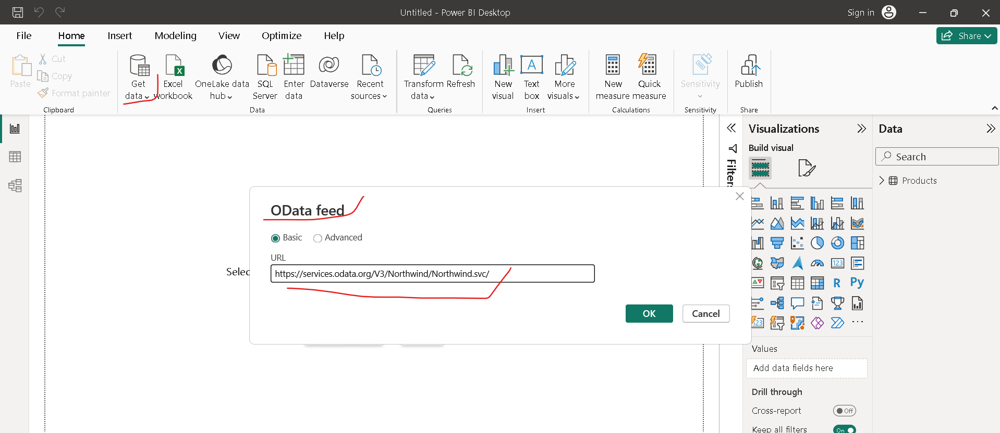 Untitled - Power BI Desktop
Sign in
File Home Insert Modeling View Optimize Help
Share
Paste
Cut
Copy
Format painter
Clipboard
Get data
Excel workbook
OneLake data hub
SQL Server
Enter data
Dataverse
Recent sources
Data
Transform data
Refresh
Queries
New visual
Text box
More visuals
Insert
New measure
Quick measure
Calculations
Sensitivity
Sensitivity
Publish
Share
Selec
OData feed
Basic Advanced
URL
https://services.odata.org/V3/Northwind/Northwind.svc/
OK Cancel
Filters
Visualizations
Build visual
123
R Py
123
Values
Add data fields here
Drill through
Cross-report
Off
Keep all filters
On
Data
Search
Products